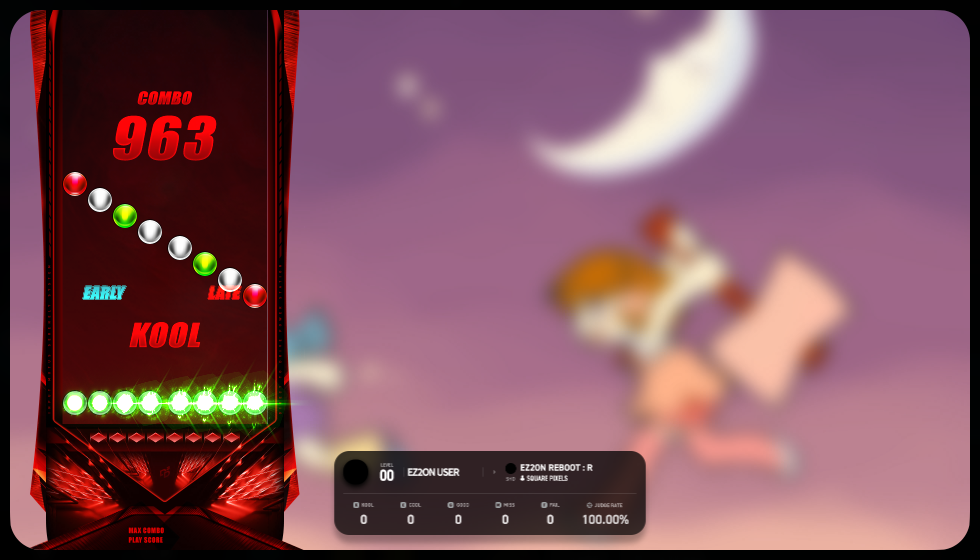 COMBO
963
EARLY
LATE
KOOL
LEVEL
00
EZ2ON USER
EZ2ON REBOOT : R
SQUARE PIXELS
KOOL COOL GOOD MISS FAIL JUDGE RATE
0 0 0 0 0 100.00%
MAX COMBO
PLAY SCORE